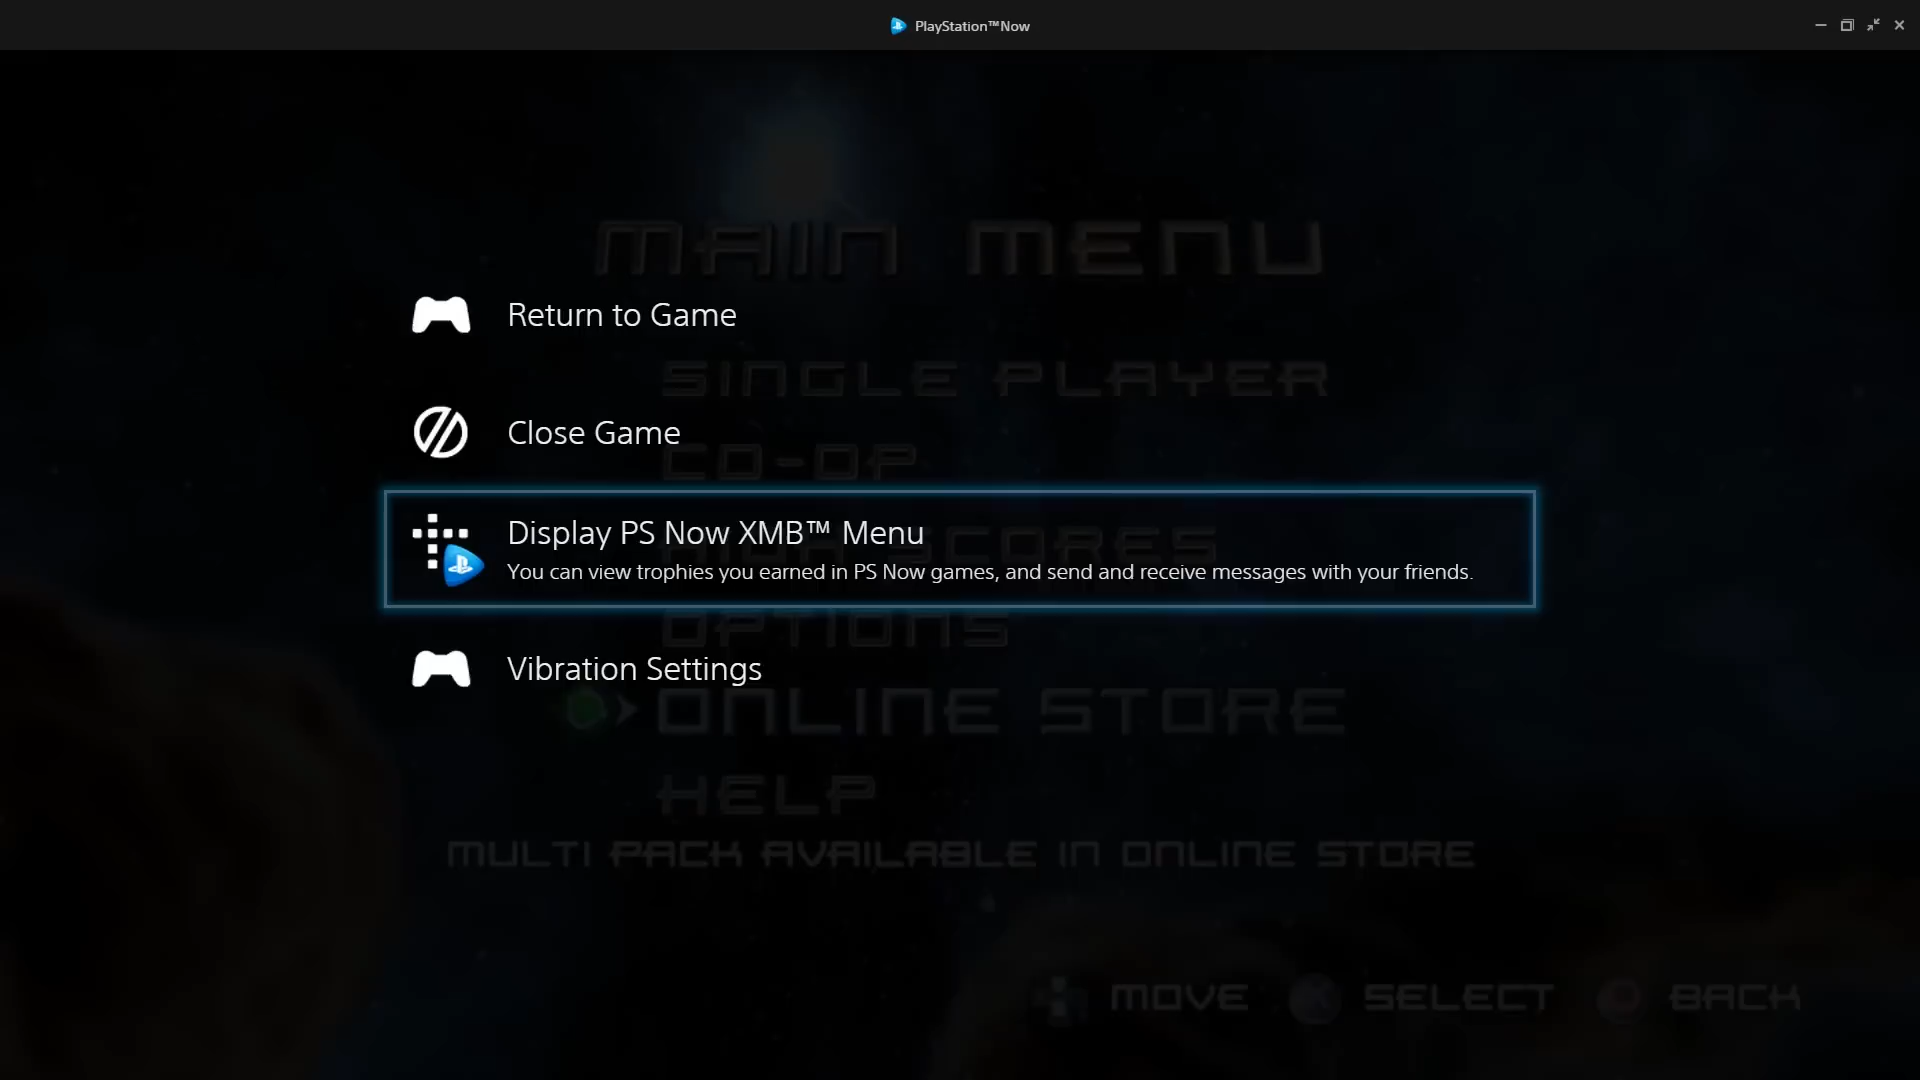 PlayStation™Now
MAIN MENU
Return to Game
SINGLE PLAYER
Close Game
CO-OP
Display PS Now XMB™ Menu
HIGH SCORES
You can view trophies you earned in PS Now games, and send and receive messages with your friends.
OPTIONS
Vibration Settings
ONLINE STORE
HELP
MULTI PACK AVAILABLE IN ONLINE STORE
MOVE SELECT BACK